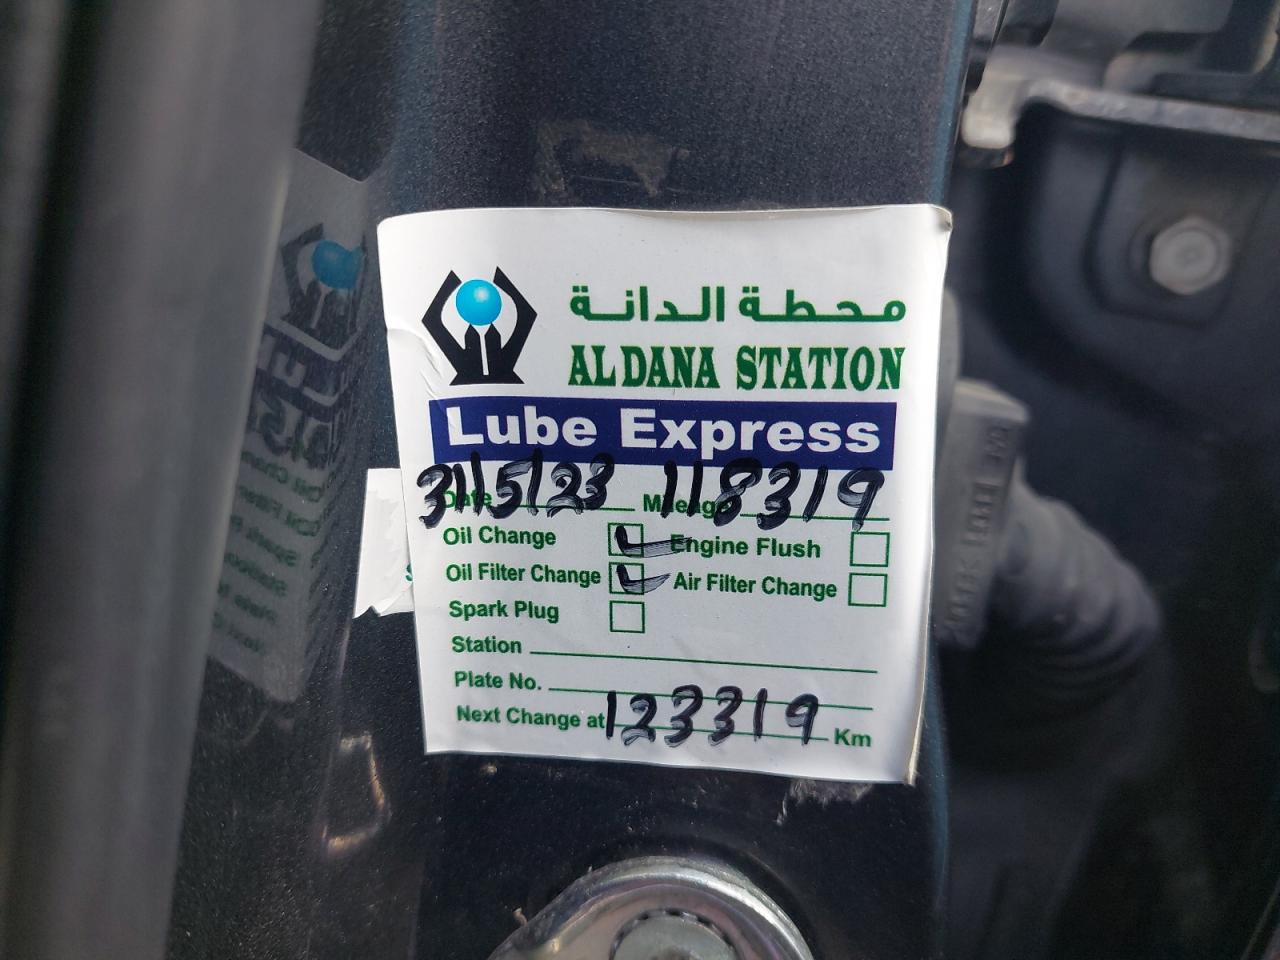 محطة الدانة
AL DANA STATION
Lube Express
Date 31/5/23 Mileage 118319
Oil Change Engine Flush
Oil Filter Change Air Filter Change
Spark Plug
Station
Plate No.
Next Change at 123319 Km